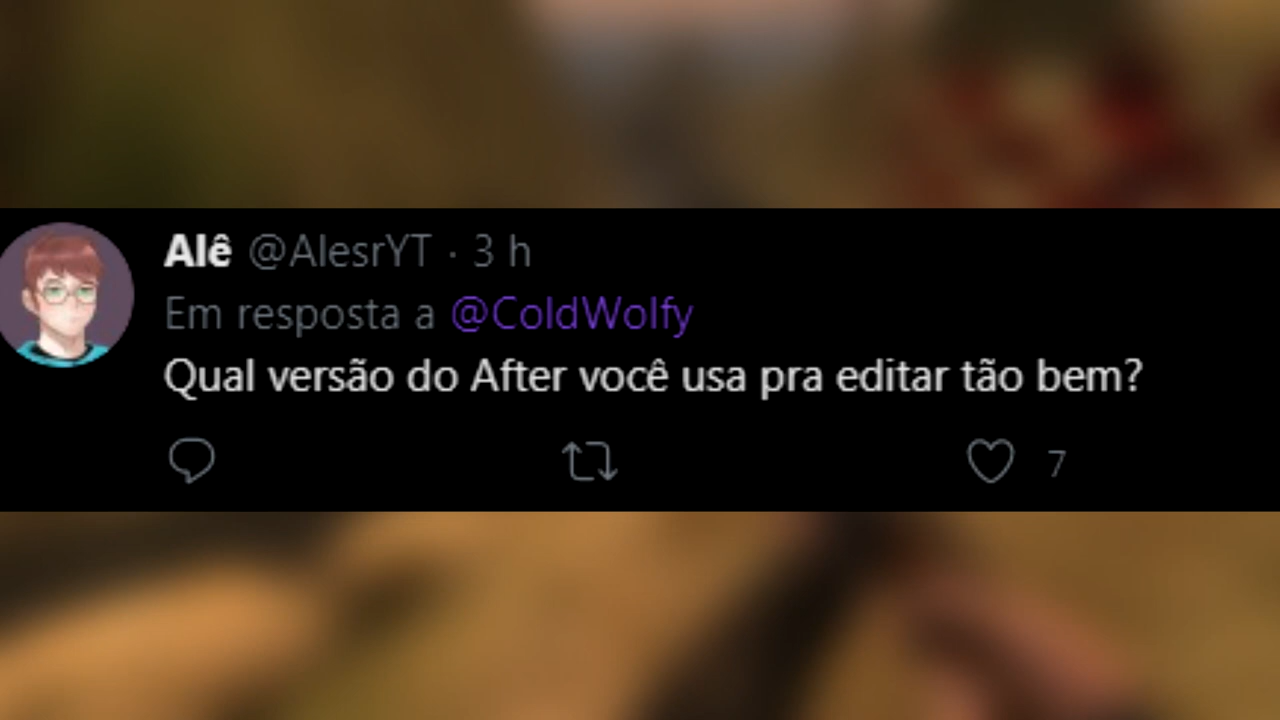 Alê @AlesrYT · 3 h
Em resposta a @ColdWolfy
Qual versão do After você usa pra editar tão bem?
7